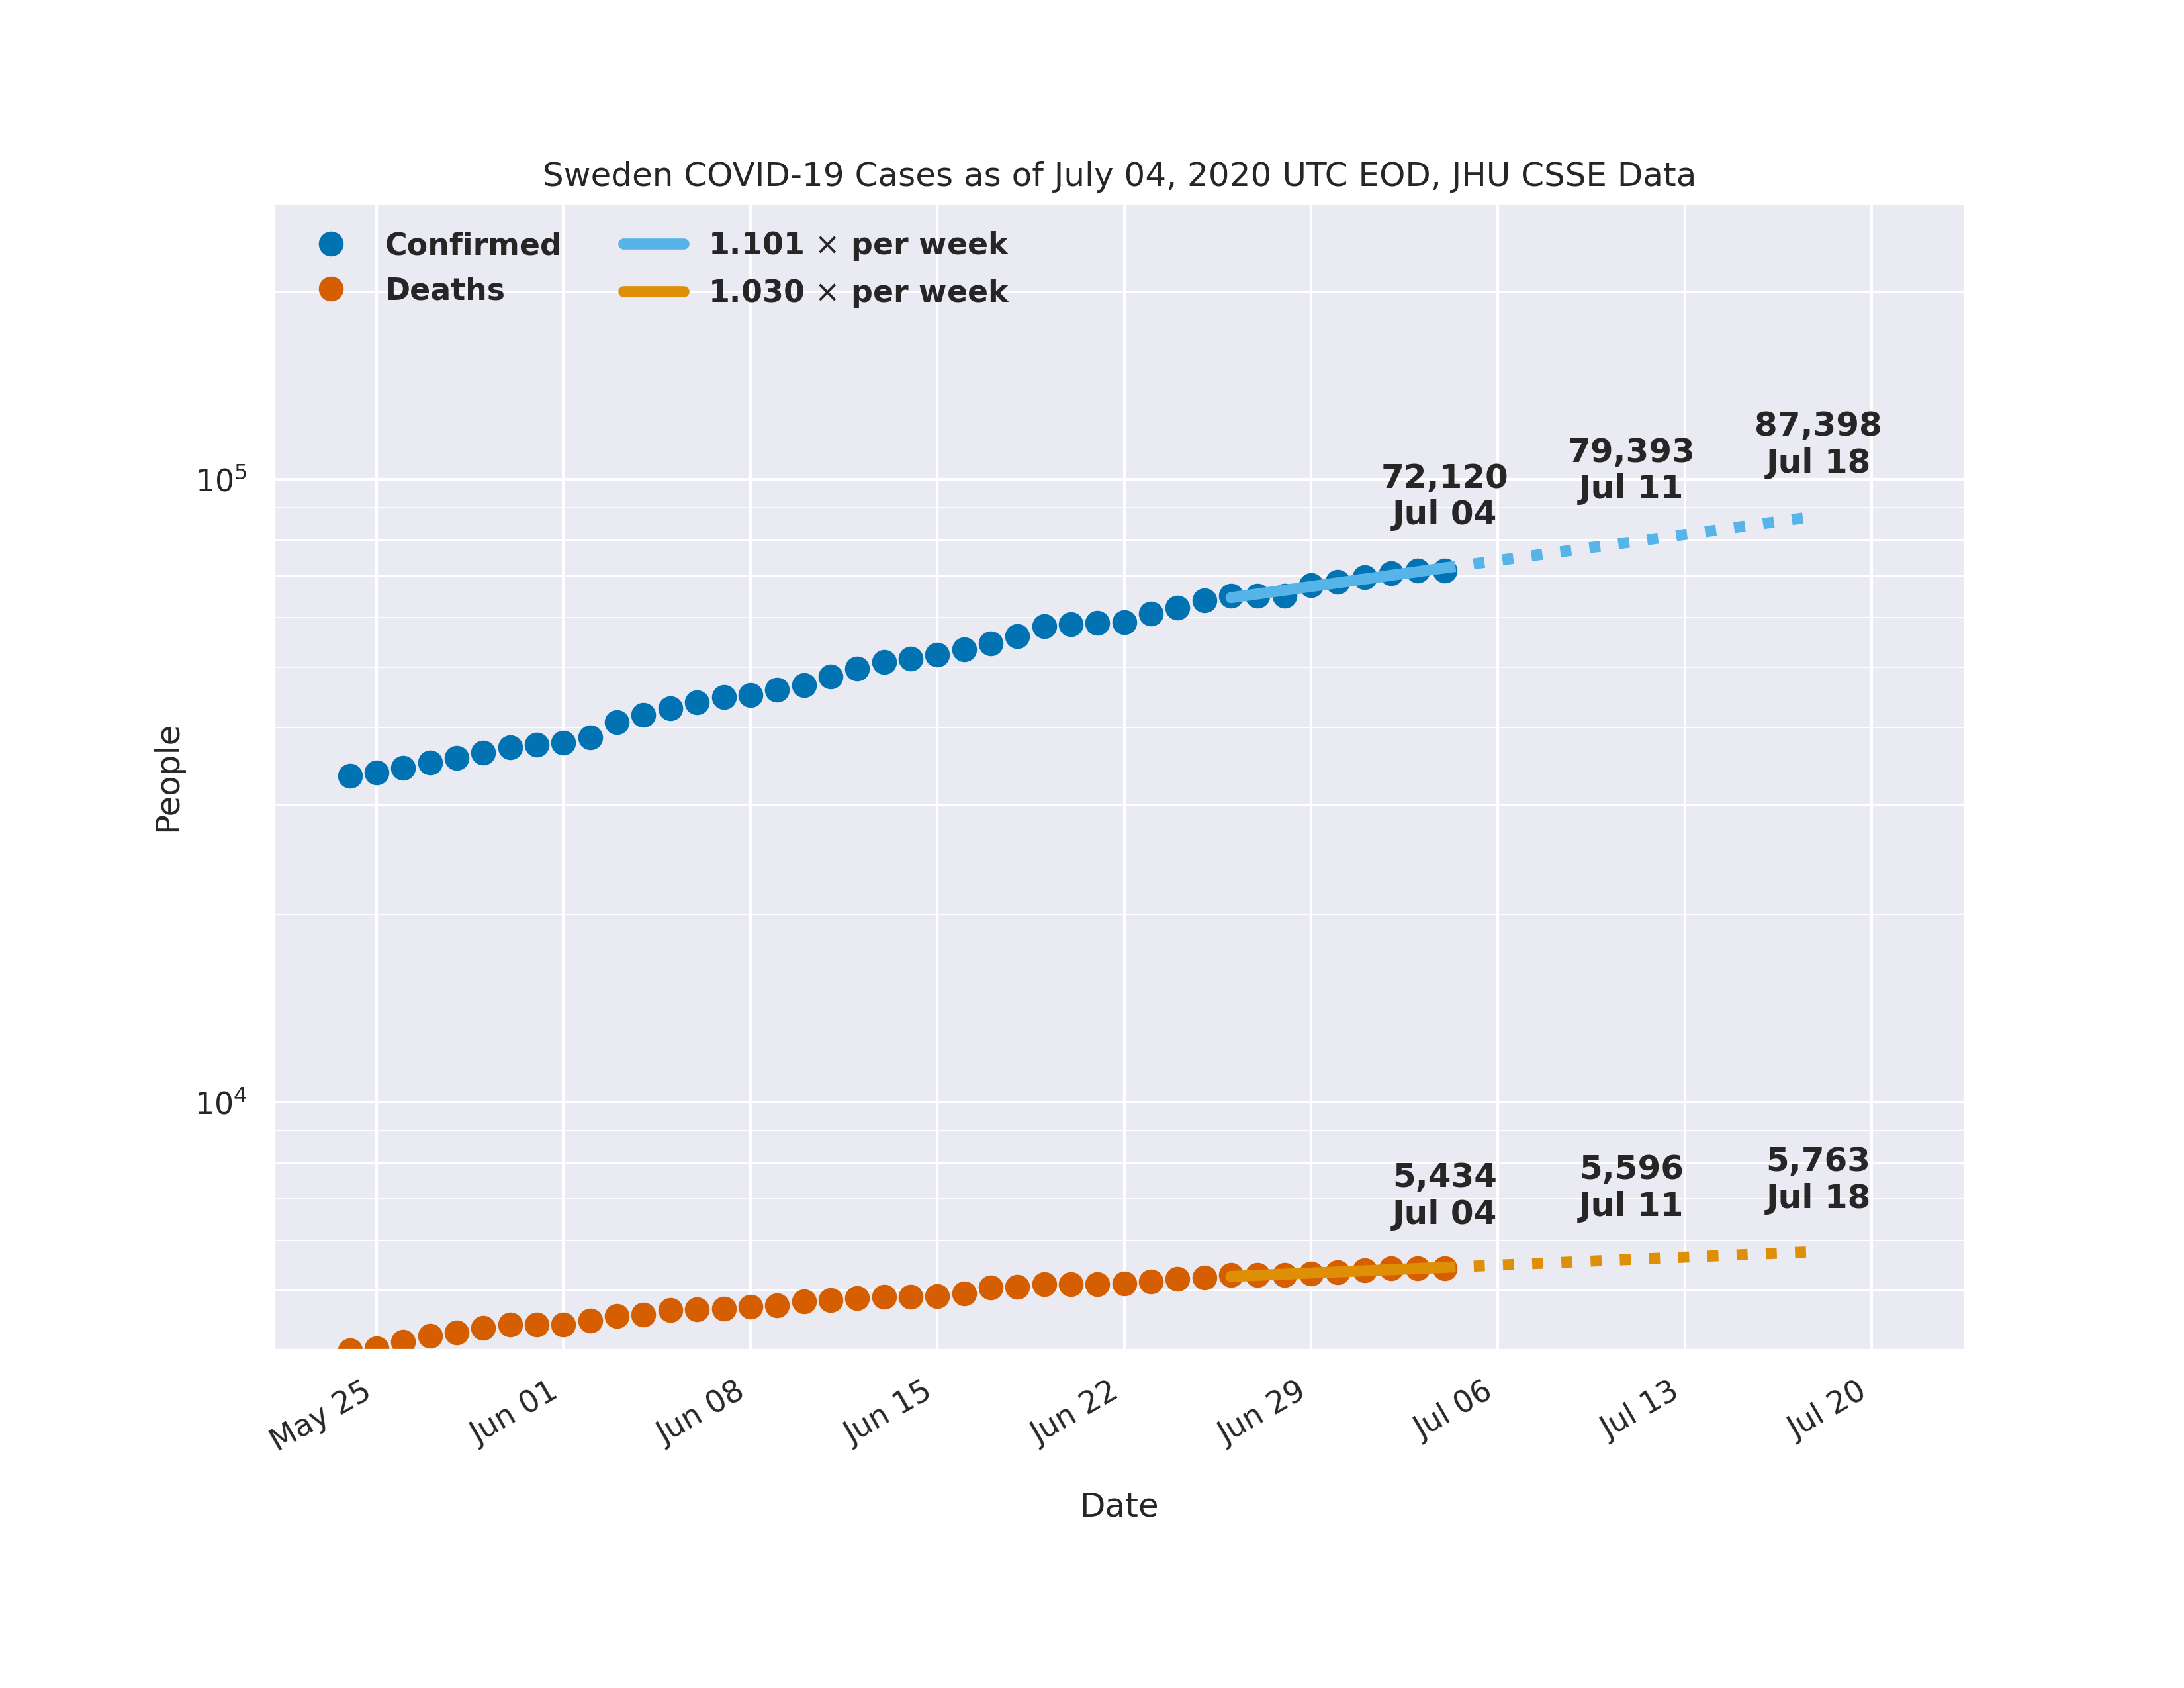 Sweden COVID-19 Cases as of July 04, 2020 UTC EOD, JHU CSSE Data
Confirmed
Deaths
1.101 × per week
1.030 × per week
87,398
Jul 18
79,393
Jul 11
72,120
Jul 04
10⁵
People
10⁴
5,434
Jul 04
5,596
Jul 11
5,763
Jul 18
May 25
Jun 01
Jun 08
Jun 15
Jun 22
Jun 29
Jul 06
Jul 13
Jul 20
Date